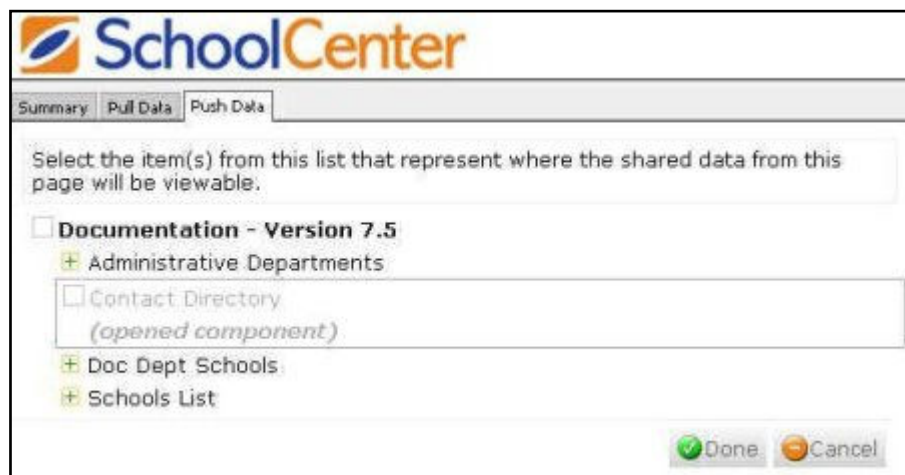 SchoolCenter
Summary Pull Data Push Data
Select the item(s) from this list that represent where the shared data from this
page will be viewable.
Documentation - Version 7.5
Administrative Departments
Contact Directory
(opened component)
Doc Dept Schools
Schools List
Done Cancel